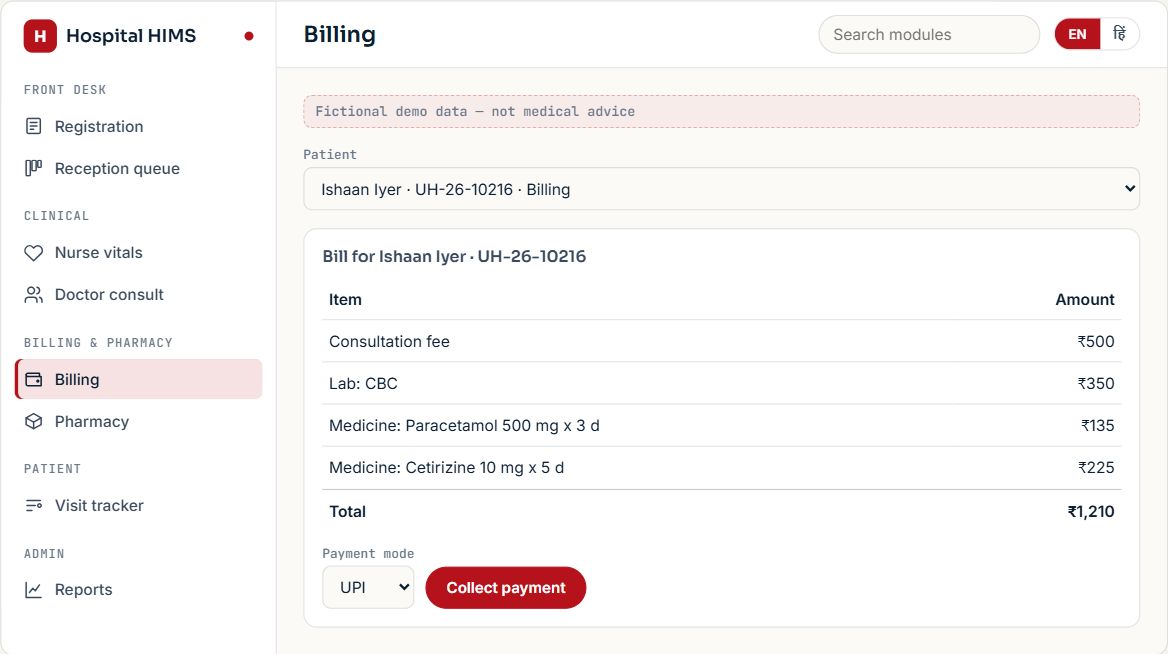 H Hospital HIMS
FRONT DESK
Registration
Reception queue
CLINICAL
Nurse vitals
Doctor consult
BILLING & PHARMACY
Billing
Pharmacy
PATIENT
Visit tracker
ADMIN
Reports
Billing
Search modules
EN हिं
Fictional demo data — not medical advice
Patient
Ishaan Iyer · UH-26-10216 · Billing
Bill for Ishaan Iyer · UH-26-10216
Item Amount
Consultation fee ₹500
Lab: CBC ₹350
Medicine: Paracetamol 500 mg x 3 d ₹135
Medicine: Cetirizine 10 mg x 5 d ₹225
Total ₹1,210
Payment mode
UPI Collect payment